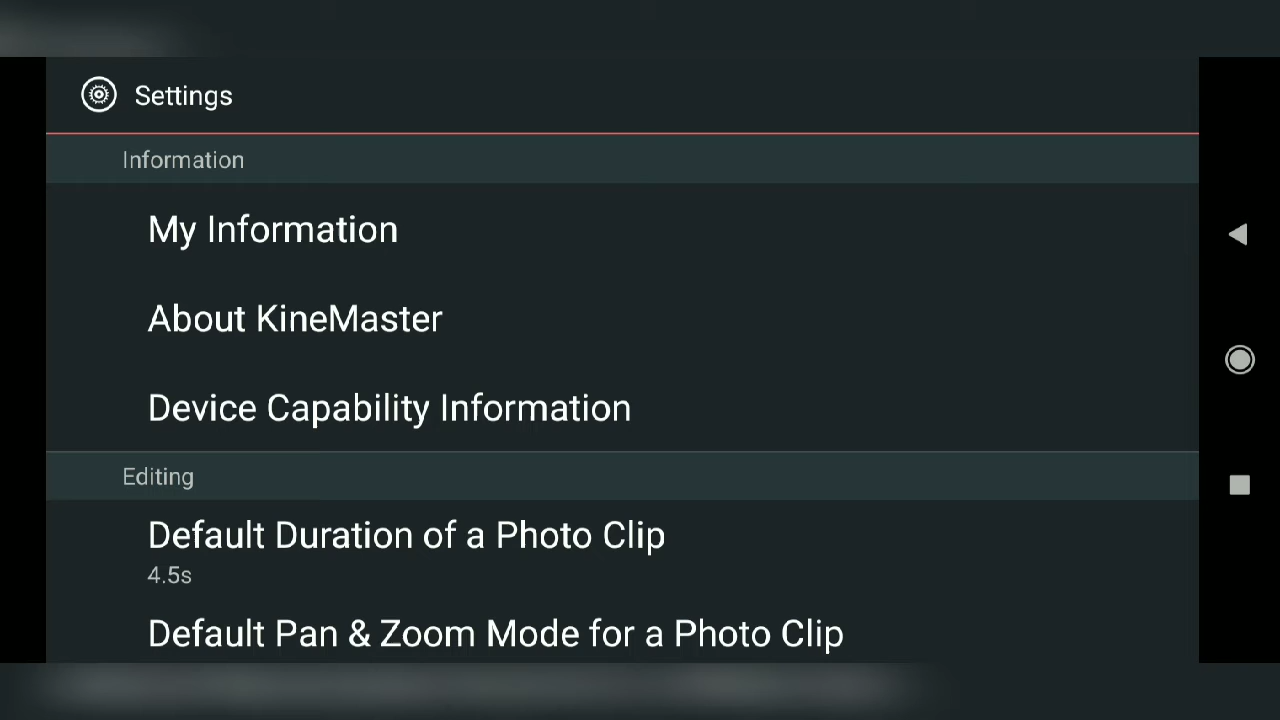 Settings
Information
My Information
About KineMaster
Device Capability Information
Editing
Default Duration of a Photo Clip
4.5s
Default Pan & Zoom Mode for a Photo Clip